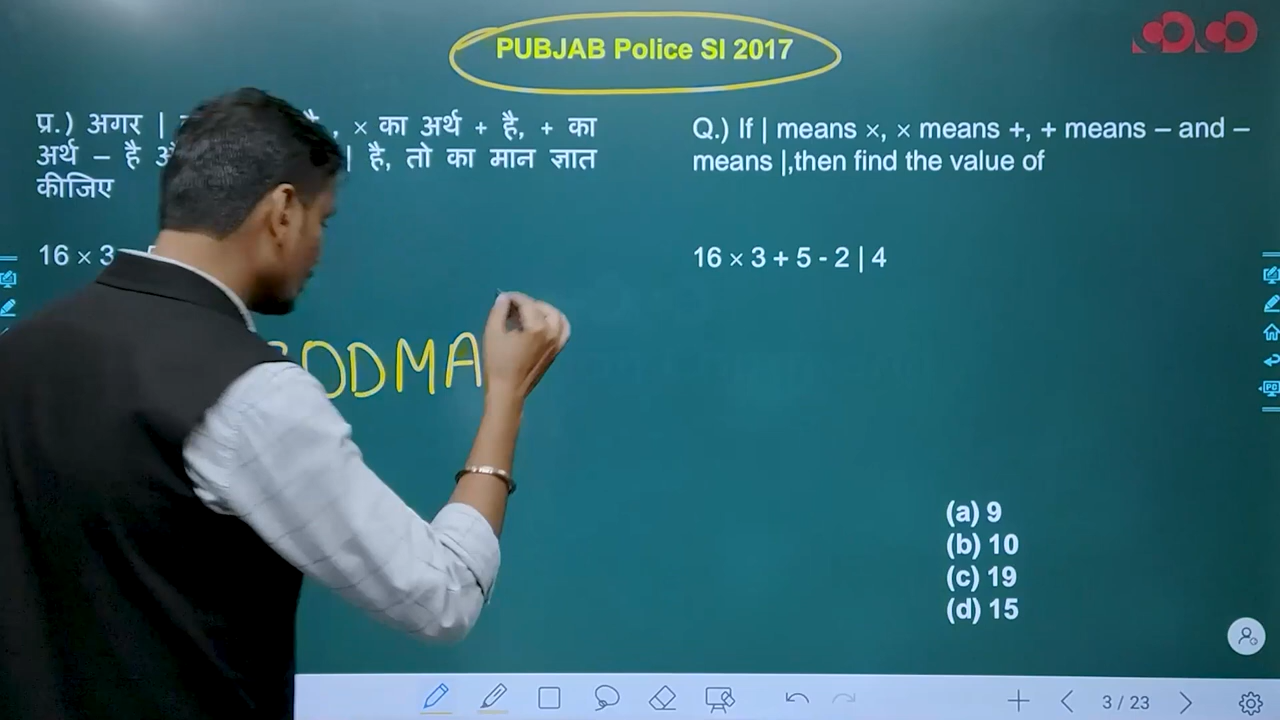 PUBJAB Police SI 2017
प्र.) अगर | है , × का अर्थ + है, + का
अर्थ – है | है, तो का मान ज्ञात
कीजिए
16 × 3
Q.) If | means ×, × means +, + means – and –
means |,then find the value of
16 × 3 + 5 - 2 | 4
ODMA
(a) 9
(b) 10
(c) 19
(d) 15
3 / 23